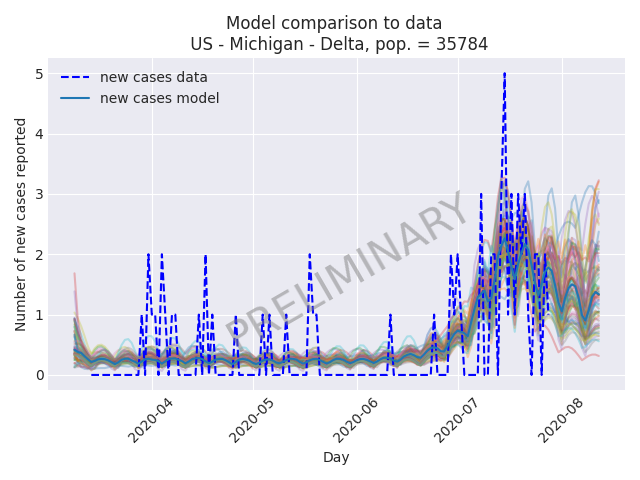 Model comparison to data
US - Michigan - Delta, pop. = 35784
new cases data
new cases model
Number of new cases reported
5
4
3
2
1
0
PRELIMINARY
2020-04
2020-05
2020-06
2020-07
2020-08
Day